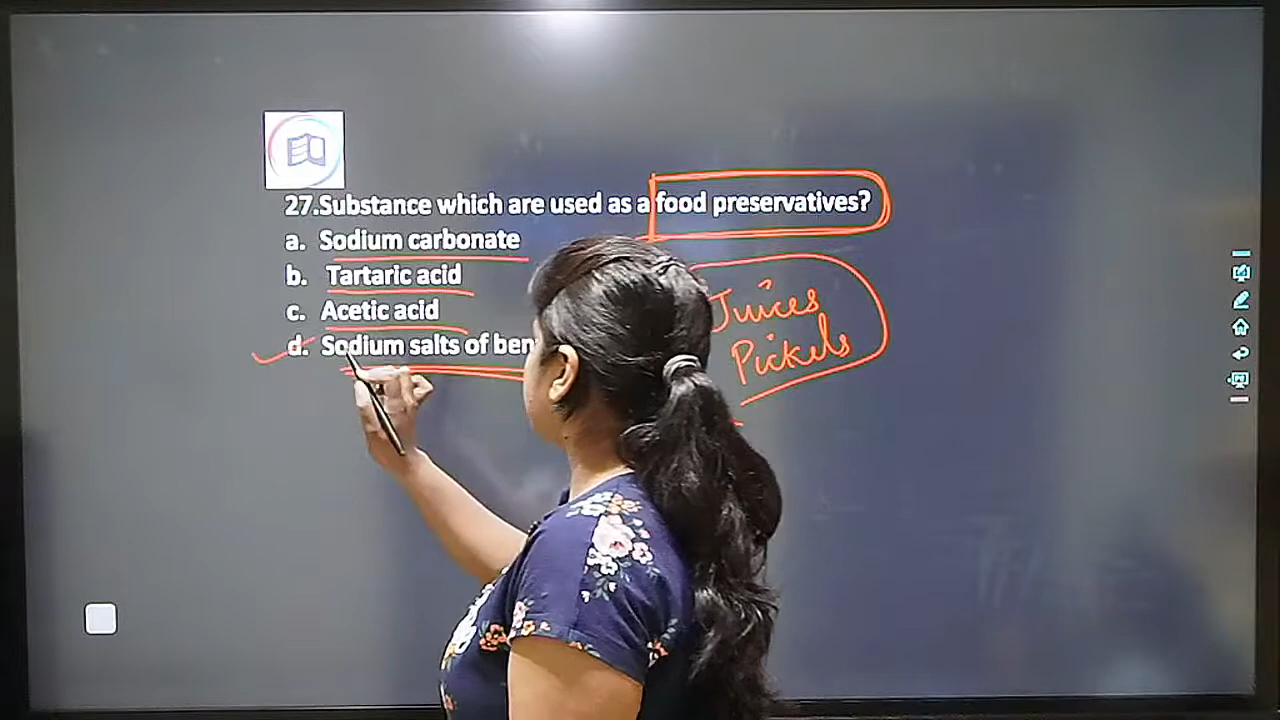 27.Substance which are used as a food preservatives?
a. Sodium carbonate
b. Tartaric acid
c. Acetic acid
d. Sodium salts of ben
Juices
Pickels